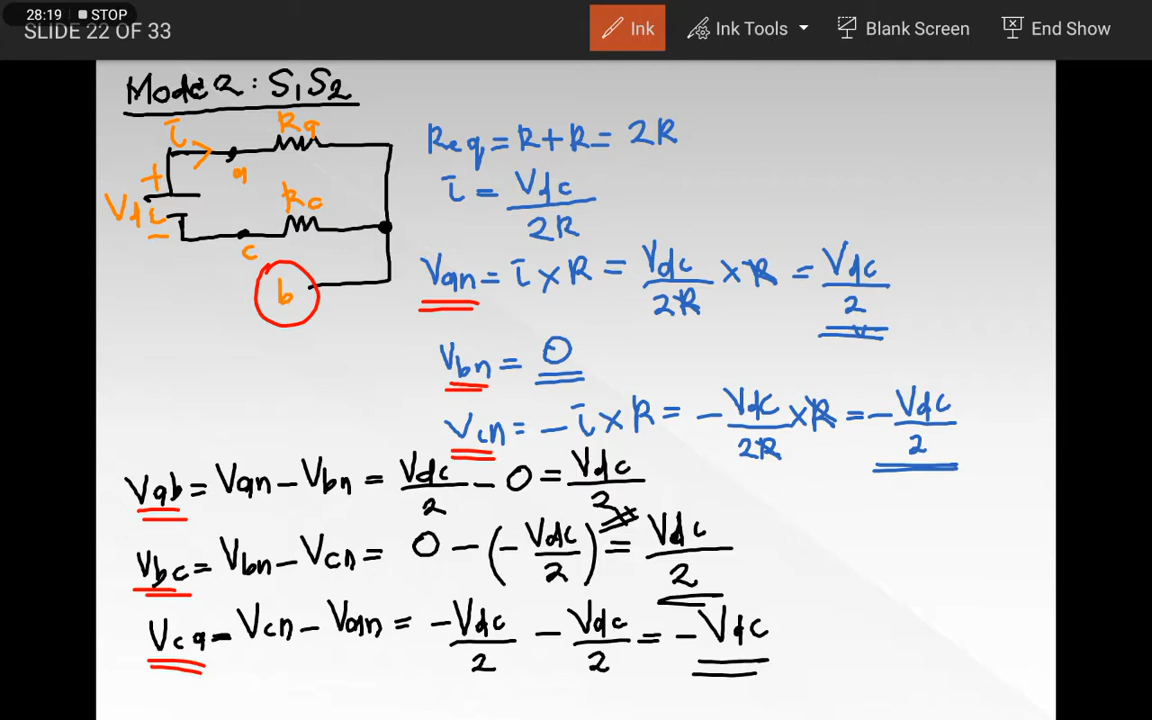 28:19 STOP
SLIDE 22 OF 33
Ink
Ink Tools
Blank Screen
End Show
Mode 2 : S1S2
i
Ra
+
a
Vdc
-
Rc
c
b
Req = R + R = 2R
i = Vdc / 2R
Van = i × R = Vdc / 2R × R = Vdc / 2
Vbn = 0
Vcn = - i × R = - Vdc / 2R × R = - Vdc / 2
Vab = Van - Vbn = Vdc / 2 - 0 = Vdc / 2
Vbc = Vbn - Vcn = 0 - (- Vdc / 2) = Vdc / 2
Vca = Vcn - Van = - Vdc / 2 - Vdc / 2 = - Vdc